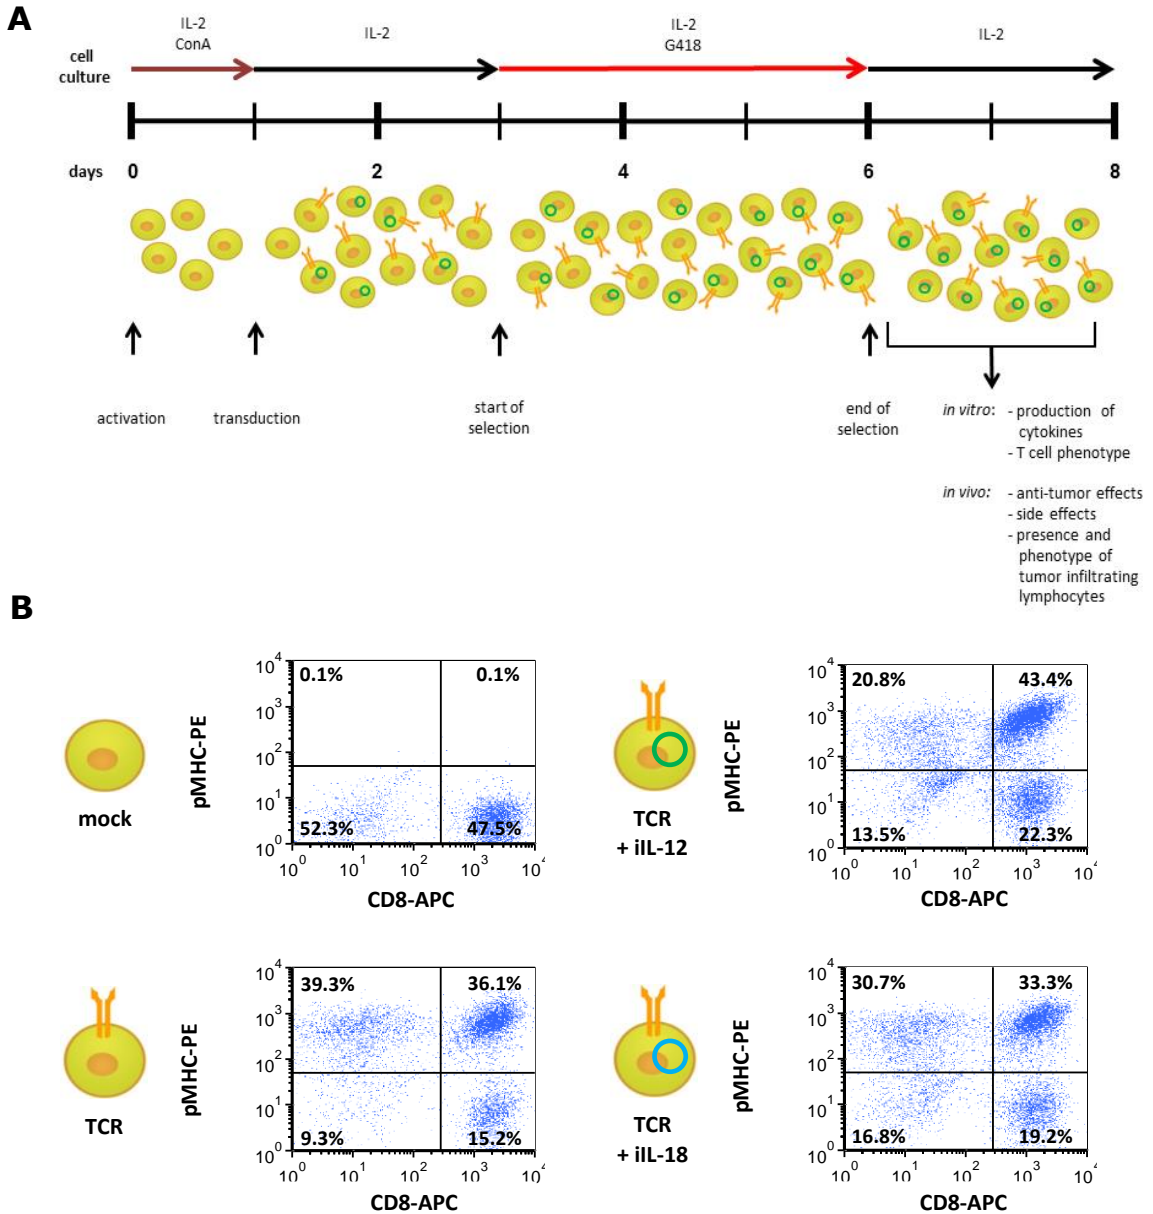 A
IL-2
ConA
IL-2
IL-2
G418
IL-2
cell
culture
days
0
2
4
6
8
activation
transduction
start of
selection
end of
selection
in vitro: - production of
cytokines
- T cell phenotype
in vivo: - anti-tumor effects
- side effects
- presence and
phenotype of
tumor infiltrating
lymphocytes
B
mock
pMHC-PE
10^4
10^3
10^2
10^1
10^0
0.1%
0.1%
52.3%
47.5%
10^0 10^1 10^2 10^3 10^4
CD8-APC
TCR
+ iIL-12
pMHC-PE
10^4
10^3
10^2
10^1
10^0
20.8%
43.4%
13.5%
22.3%
10^0 10^1 10^2 10^3 10^4
CD8-APC
TCR
pMHC-PE
10^4
10^3
10^2
10^1
10^0
39.3%
36.1%
9.3%
15.2%
10^0 10^1 10^2 10^3 10^4
CD8-APC
TCR
+ iIL-18
pMHC-PE
10^4
10^3
10^2
10^1
10^0
30.7%
33.3%
16.8%
19.2%
10^0 10^1 10^2 10^3 10^4
CD8-APC